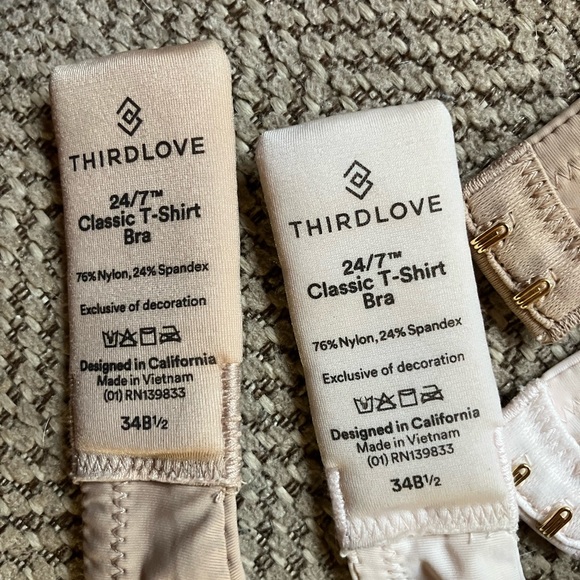 THIRDLOVE
24/7™
Classic T-Shirt
Bra
76% Nylon, 24% Spandex
Exclusive of decoration
Designed in California
Made in Vietnam
(01) RN139833
34B1/2
THIRDLOVE
24/7™
Classic T-Shirt
Bra
76% Nylon, 24% Spandex
Exclusive of decoration
Designed in California
Made in Vietnam
(01) RN139833
34B1/2